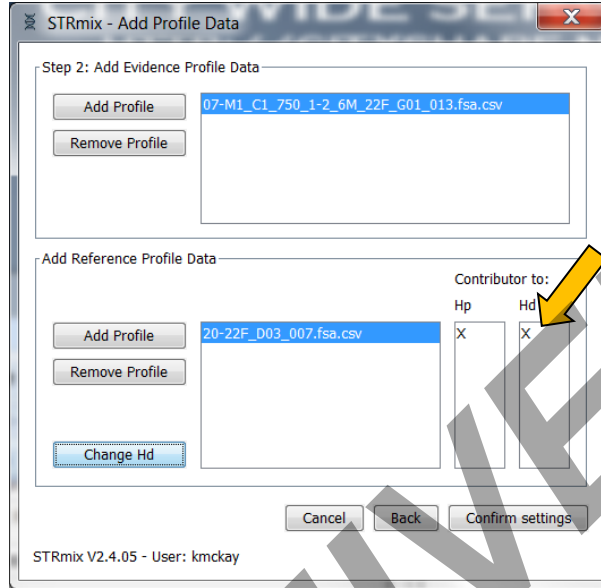 STRmix - Add Profile Data
X
Step 2: Add Evidence Profile Data
Add Profile
07-M1_C1_750_1-2_6M_22F_G01_013.fsa.csv
Remove Profile
Add Reference Profile Data
Contributor to:
Hp Hd
Add Profile
20-22F_D03_007.fsa.csv
X X
Remove Profile
Change Hd
Cancel Back Confirm settings
STRmix V2.4.05 - User: kmckay